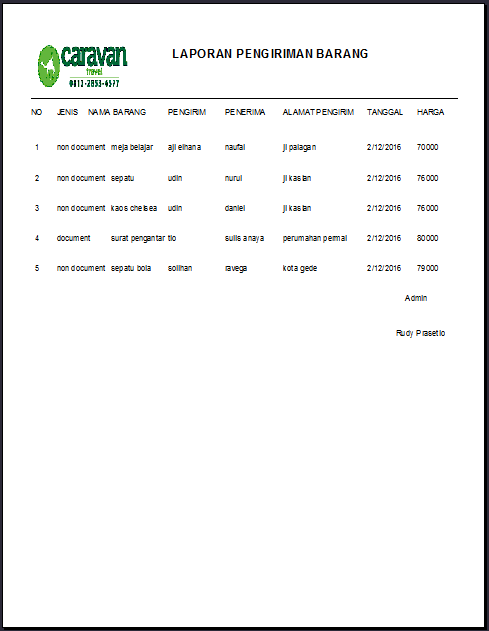 caravan
travel
0812-2853-4577
LAPORAN PENGIRIMAN BARANG
NO JENIS NAMA BARANG PENGIRIM PENERIMA ALAMAT PENGIRIM TANGGAL HARGA
1 non document meja belajar aji elhana naufal jl palagan 2/12/2016 70000
2 non document sepatu udin nurul jl kasian 2/12/2016 76000
3 non document kaos chelsea udin daniel jl kasian 2/12/2016 76000
4 document surat pengantar tio sulis anaya perumahan permai 2/12/2016 80000
5 non document sepatu bola solihan ravega kota gede 2/12/2016 79000
Admin
Rudy Prasetio